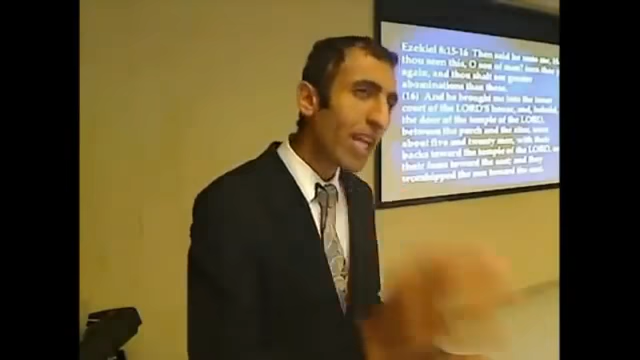 Ezekiel 8:15-16 Then said he unto me,
thou seen this, O son of man? turn thee
again, and thou shalt see greater
abominations than these.
(16) And he brought me into the inner
court of the LORD'S house, and, behold,
the door of the temple of the LORD,
between the porch and the altar, were
about five and twenty men, with their
backs toward the temple of the LORD,
their faces toward the east; and they
worshipped the sun toward the east.